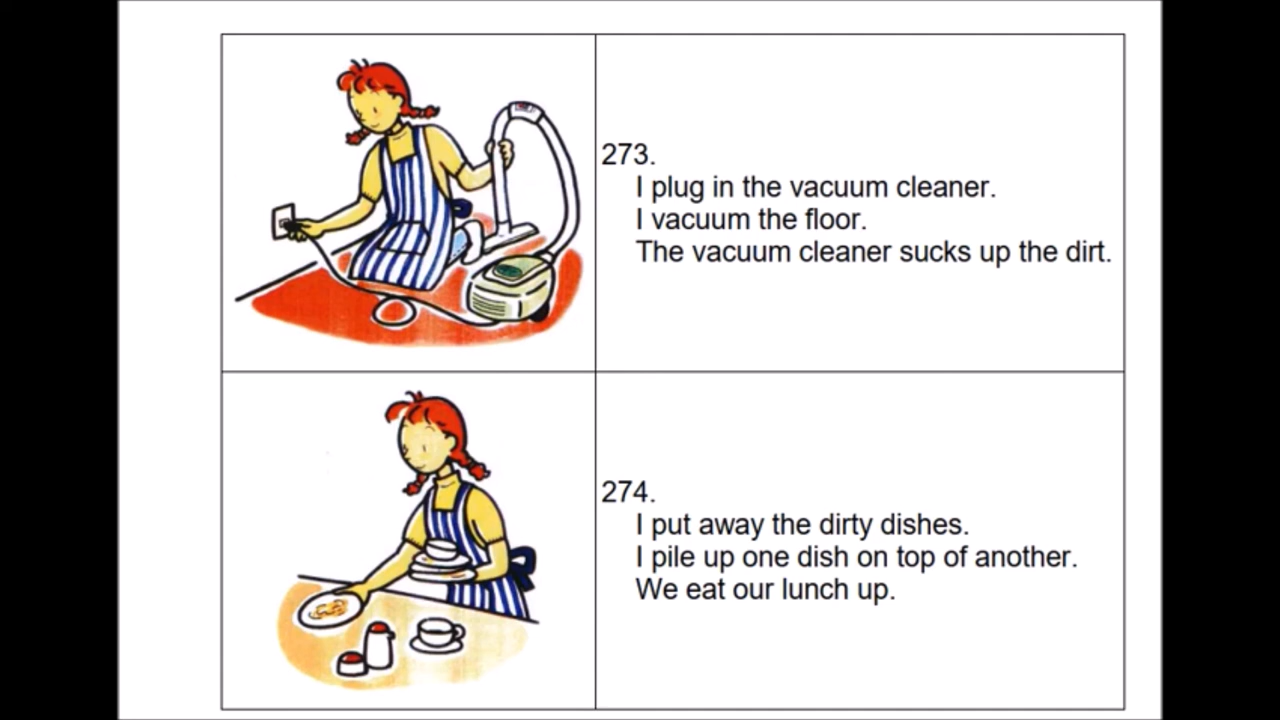 273.
I plug in the vacuum cleaner.
I vacuum the floor.
The vacuum cleaner sucks up the dirt.
274.
I put away the dirty dishes.
I pile up one dish on top of another.
We eat our lunch up.